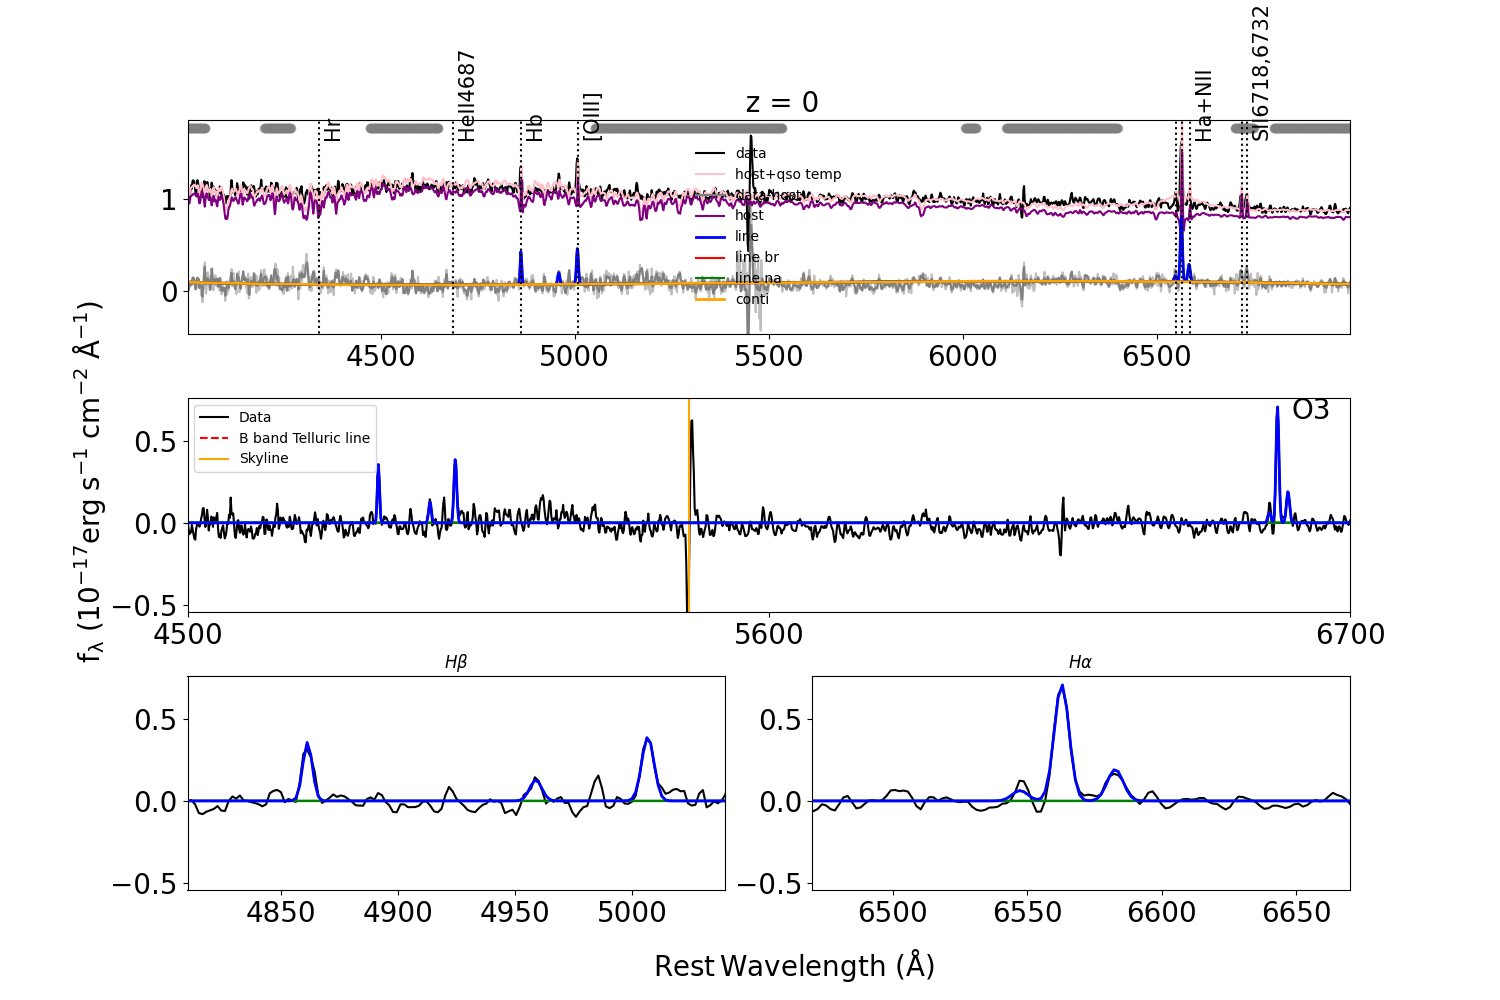 z = 0
Hr
HeII4687
Hb
[OIII]
Ha+NII
SII6718,6732
data
host+qso temp
data-host
host
line
line br
line na
conti
1
0
4500 5000 5500 6000 6500
f_λ (10^{−17}erg s^{−1} cm^{−2} Å^{−1})
Data
B band Telluric line
Skyline
O3
0.5
0.0
−0.5
4500 5600 6700
Hβ
0.5
0.0
−0.5
4850 4900 4950 5000
Hα
0.5
0.0
−0.5
6500 6550 6600 6650
Rest Wavelength (Å)